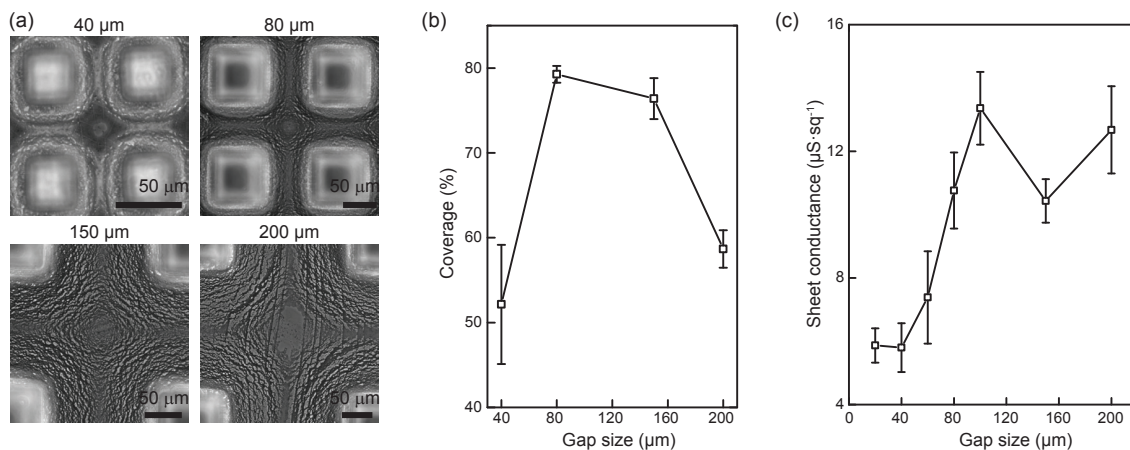 (a)
40 μm
80 μm
50 μm
50 μm
150 μm
200 μm
50 μm
50 μm
(b)
80
70
60
50
40
Coverage (%)
40
80
120
160
200
Gap size (μm)
(c)
16
12
8
4
Sheet conductance (μS·sq⁻¹)
0
40
80
120
160
200
Gap size (μm)